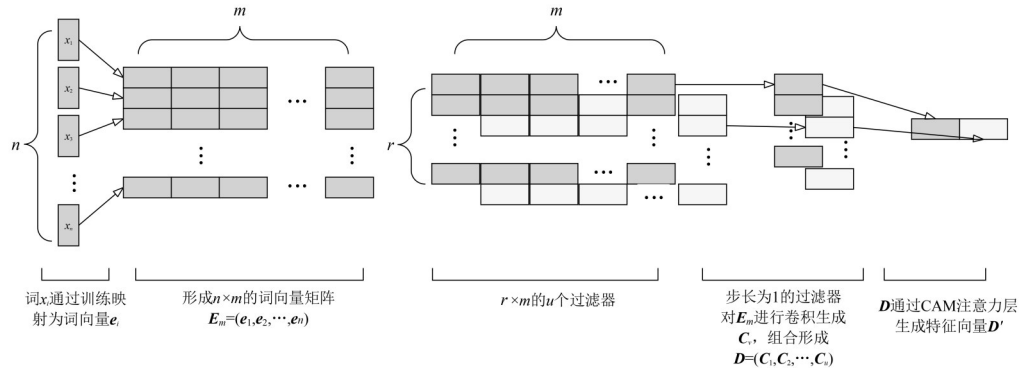 m
m
x₁
x₂
x₃
xₙ
n
r
…
…
…
…
词xᵢ通过训练映
射为词向量eᵢ
形成n×m的词向量矩阵
Eₘ=(e₁,e₂,…,eₙ)
r×m的u个过滤器
步长为1的过滤器
对Eₘ进行卷积生成
Cᵥ，组合形成
D=(C₁,C₂,…,Cᵤ)
D通过CAM注意力层
生成特征向量D'